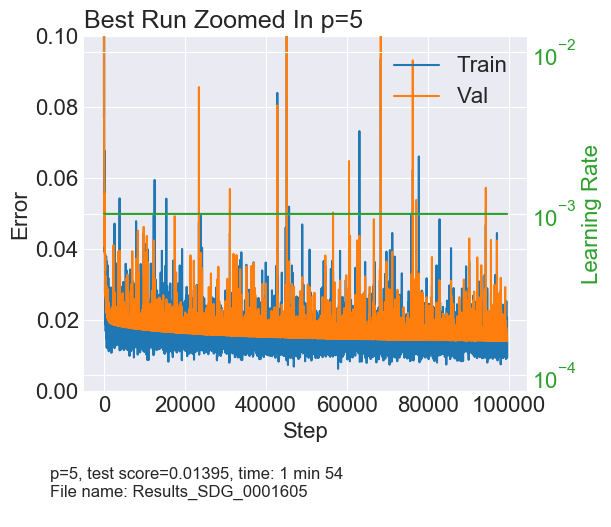 Best Run Zoomed In p=5
0.10
0.08
0.06
0.04
0.02
0.00
Error
0
20000
40000
60000
80000
100000
Step
10⁻²
10⁻³
10⁻⁴
Learning Rate
Train
Val
p=5, test score=0.01395, time: 1 min 54
File name: Results_SDG_0001605